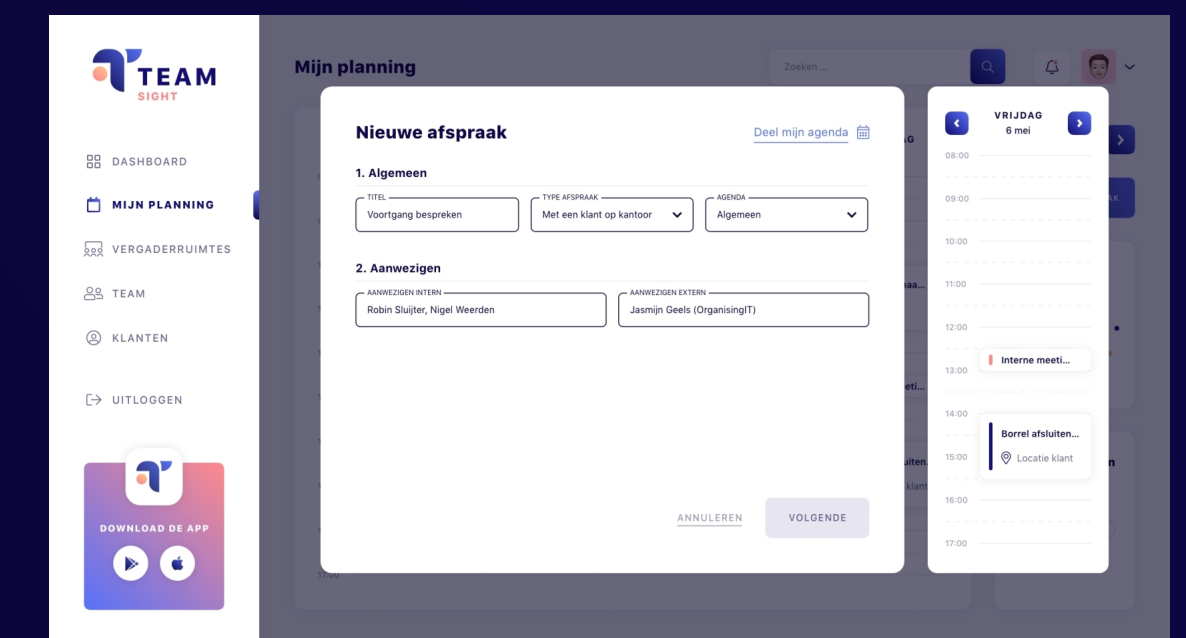 TEAM
SIGHT
DASHBOARD
MIJN PLANNING
VERGADERRUIMTES
TEAM
KLANTEN
UITLOGGEN
DOWNLOAD DE APP
Mijn planning
Zoeken ...
Nieuwe afspraak
Deel mijn agenda
1. Algemeen
TITEL
Voortgang bespreken
TYPE AFSPRAAK
Met een klant op kantoor
AGENDA
Algemeen
2. Aanwezigen
AANWEZIGEN INTERN
Robin Sluijter, Nigel Weerden
AANWEZIGEN EXTERN
Jasmijn Geels (OrganisingIT)
ANNULEREN
VOLGENDE
17:00
VRIJDAG
6 mei
08:00
09:00
10:00
11:00
12:00
Interne meeti...
13:00
14:00
Borrel afsluiten...
15:00
Locatie klant
16:00
17:00
klant